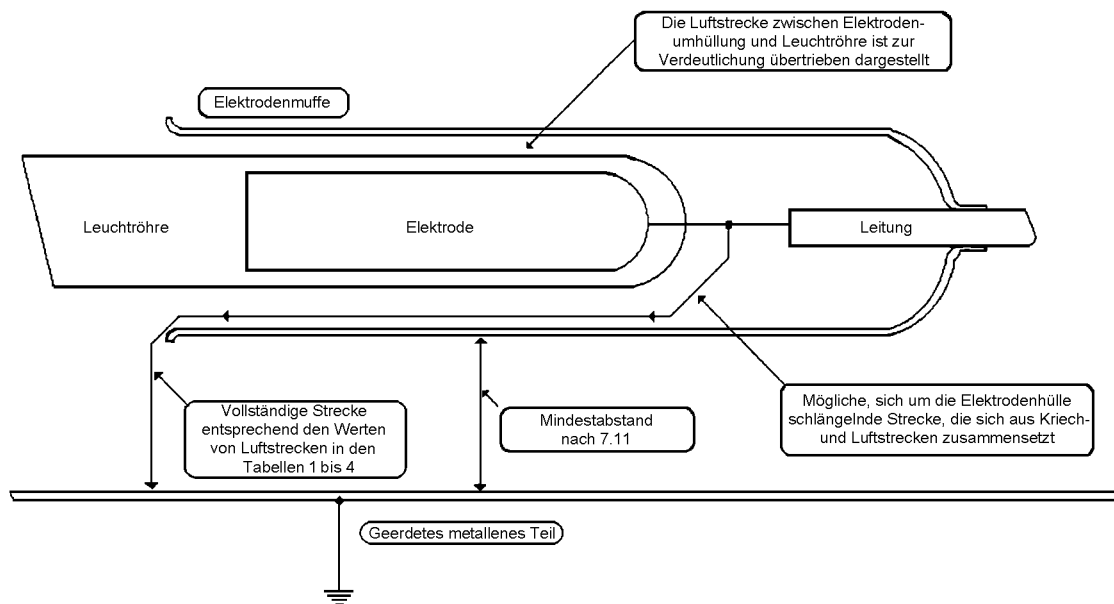 Die Luftstrecke zwischen Elektroden-
umhüllung und Leuchtröhre ist zur
Verdeutlichung übertrieben dargestellt
Elektrodenmuffe
Leuchtröhre
Elektrode
Leitung
Vollständige Strecke
entsprechend den Werten
von Luftstrecken in den
Tabellen 1 bis 4
Mindestabstand
nach 7.11
Mögliche, sich um die Elektrodenhülle
schlängelnde Strecke, die sich aus Kriech-
und Luftstrecken zusammensetzt
Geerdetes metallenes Teil